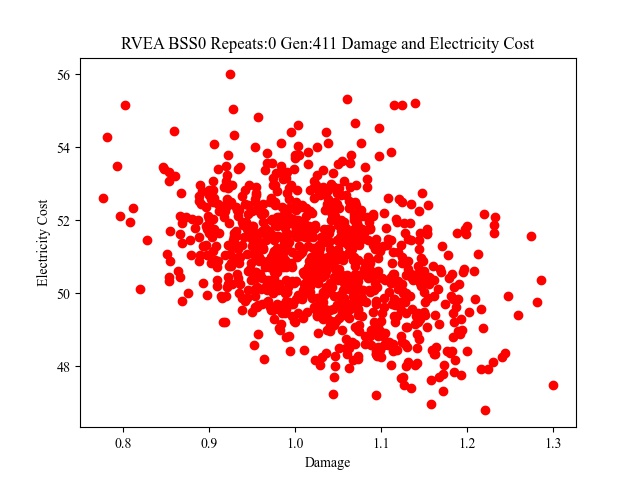 RVEA BSS0 Repeats:0 Gen:411 Damage and Electricity Cost
56
54
52
50
48
Electricity Cost
0.8 0.9 1.0 1.1 1.2 1.3
Damage